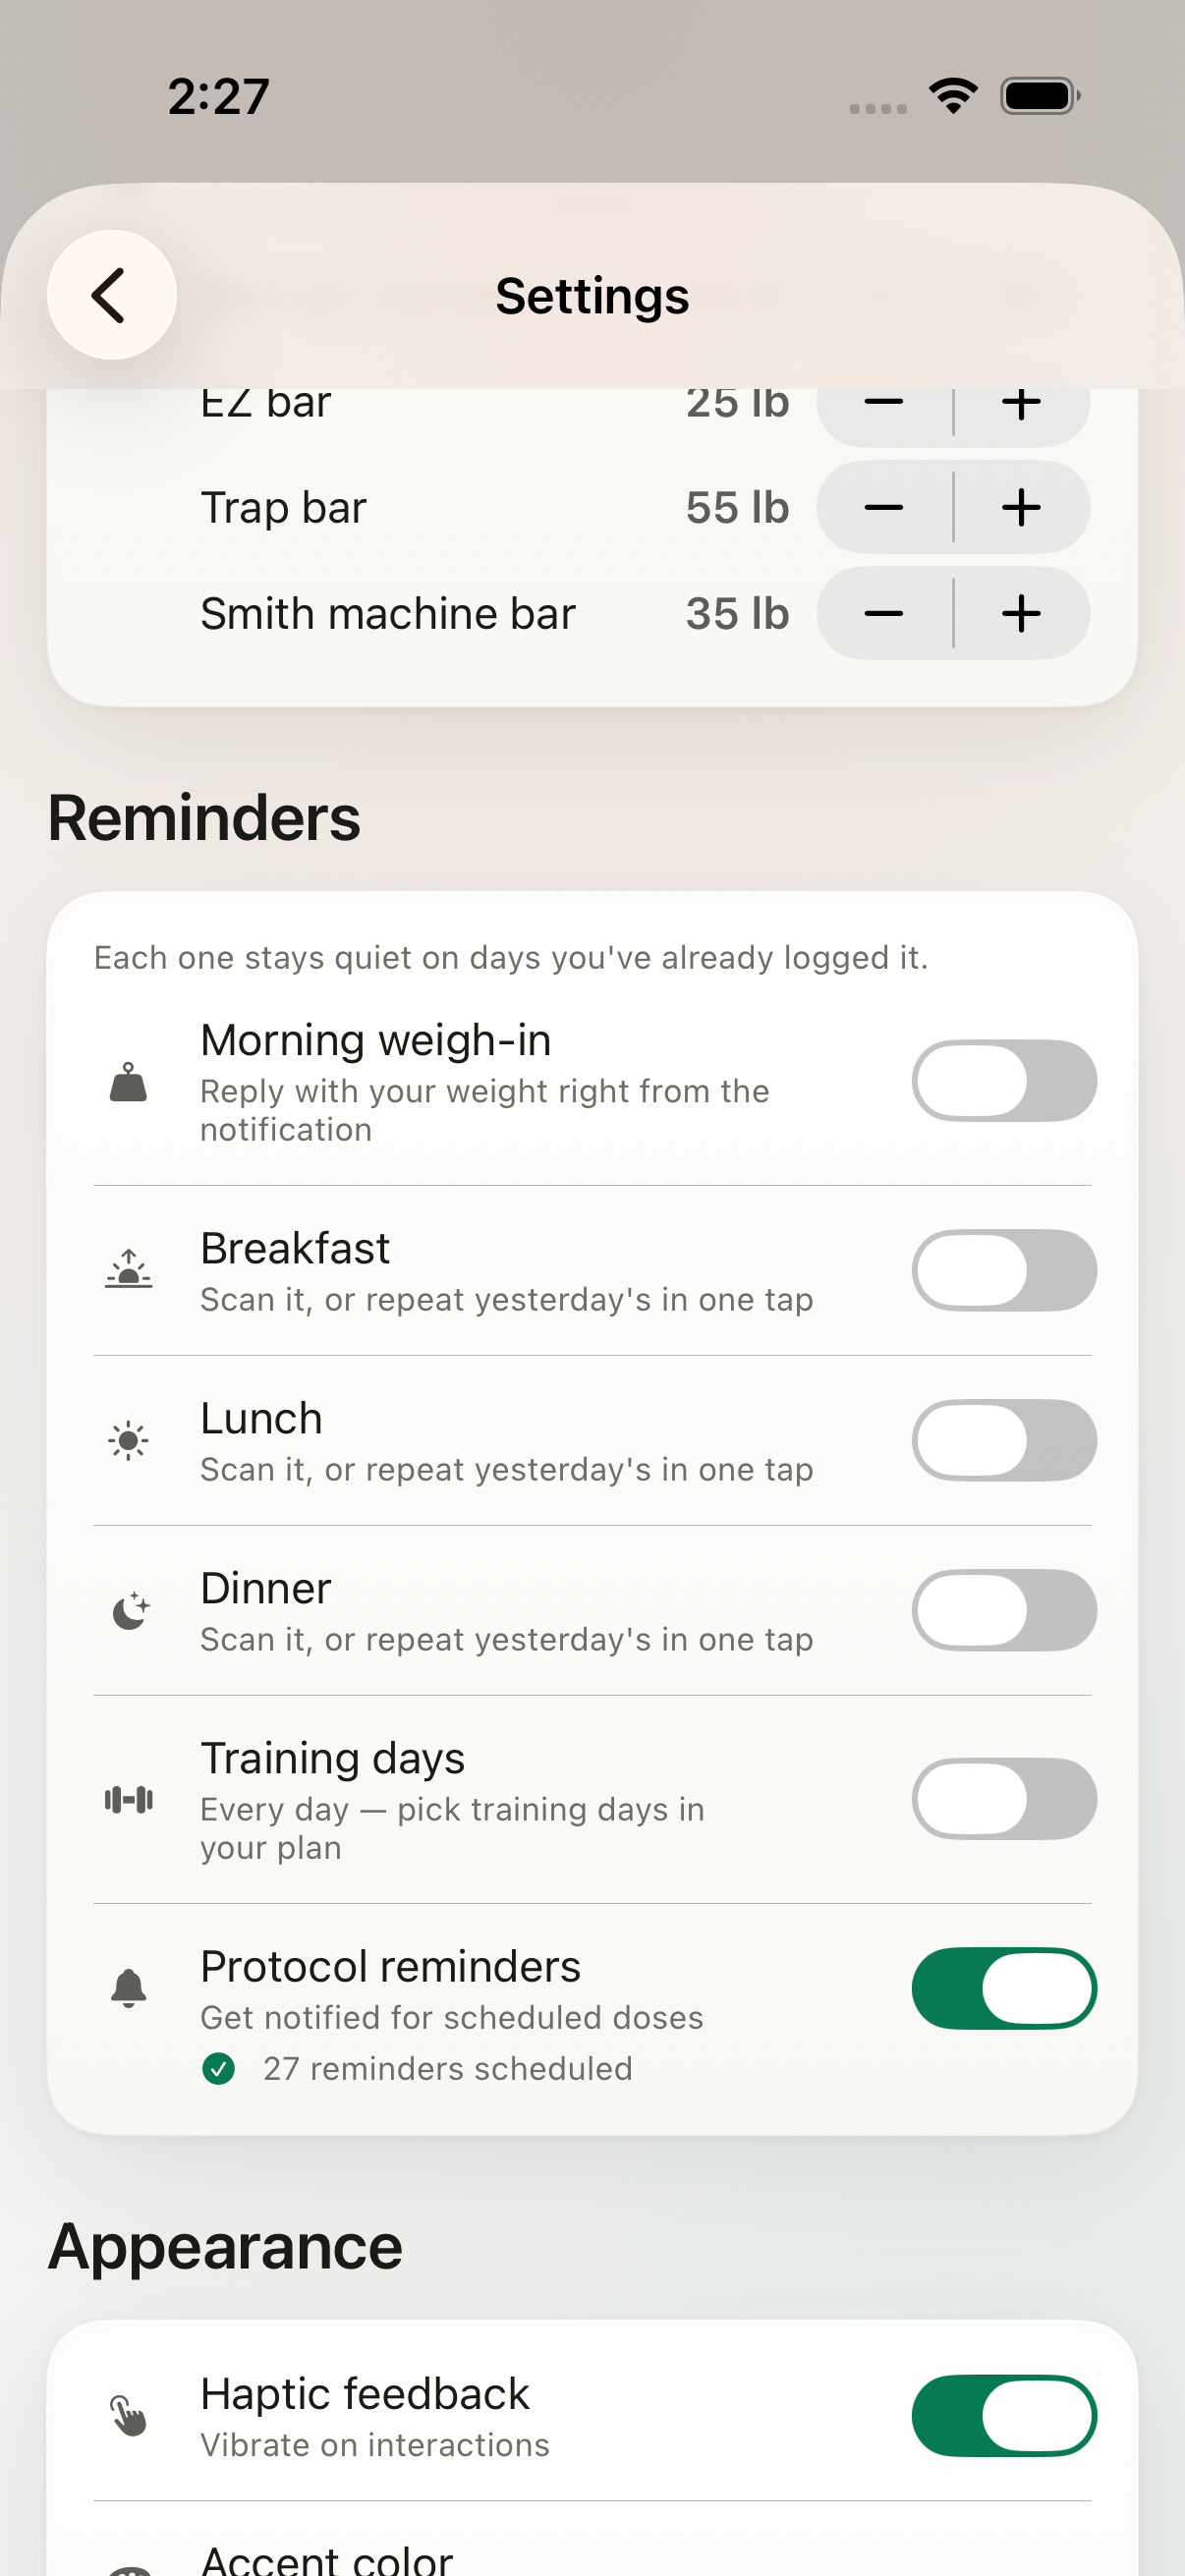 2:27
Settings
EZ bar
25 lb
Trap bar
55 lb
Smith machine bar
35 lb
Reminders
Each one stays quiet on days you've already logged it.
Morning weigh-in
Reply with your weight right from the
notification
Breakfast
Scan it, or repeat yesterday's in one tap
Lunch
Scan it, or repeat yesterday's in one tap
Dinner
Scan it, or repeat yesterday's in one tap
Training days
Every day — pick training days in
your plan
Protocol reminders
Get notified for scheduled doses
27 reminders scheduled
Appearance
Haptic feedback
Vibrate on interactions
Accent color